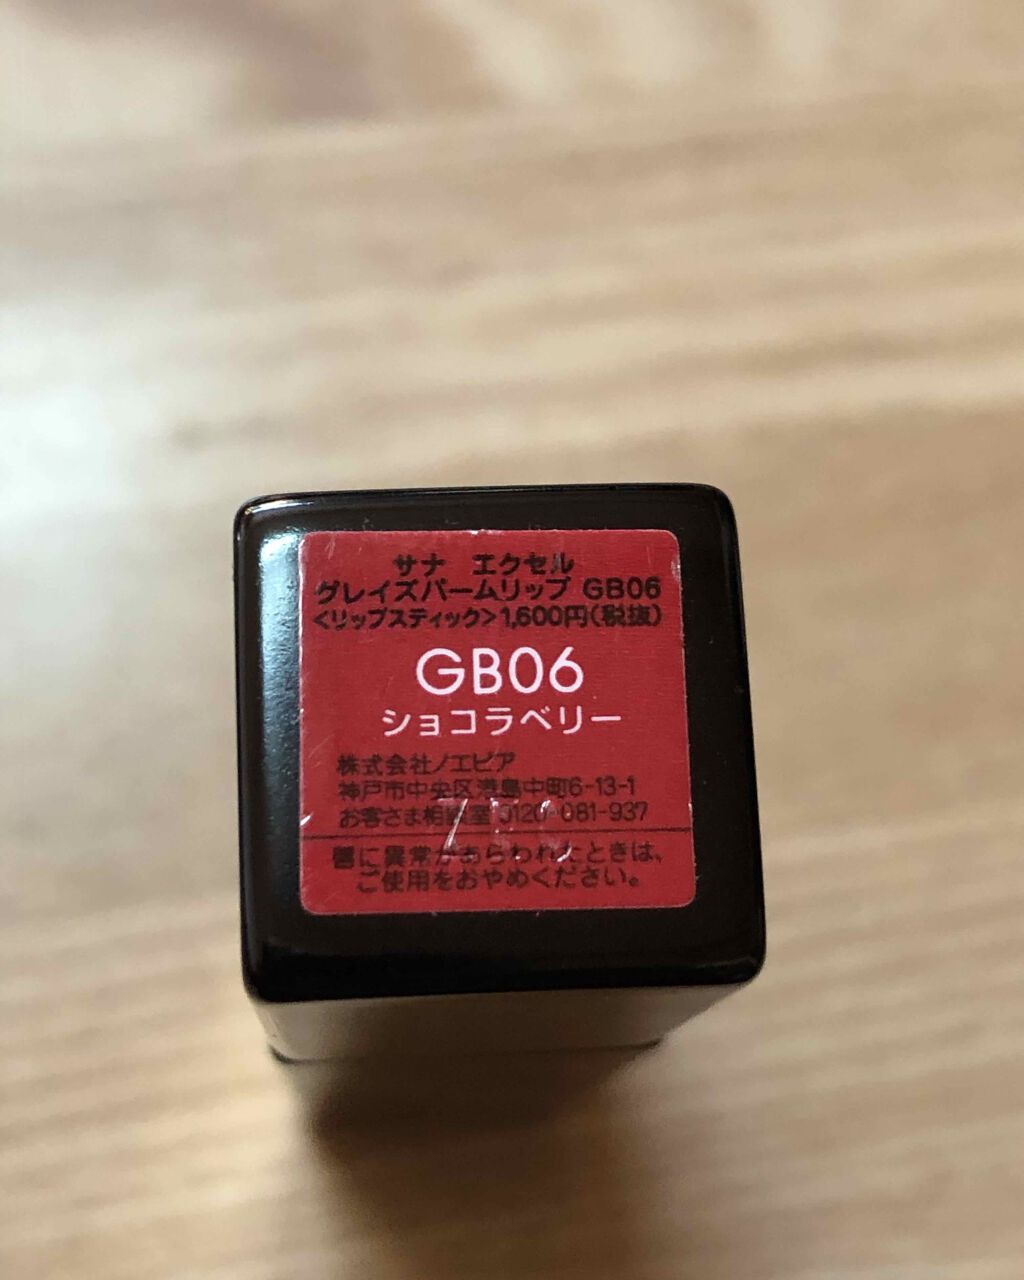 サナ エクセル
グレイズバームリップ GB06
<リップスティック>1,600円(税抜)
GB06
ショコラベリー
株式会社ノエビア
神戸市中央区港島中町6-13-1
お客さま相談室 0120-081-937
唇に異常があらわれたときは、
ご使用をおやめください。